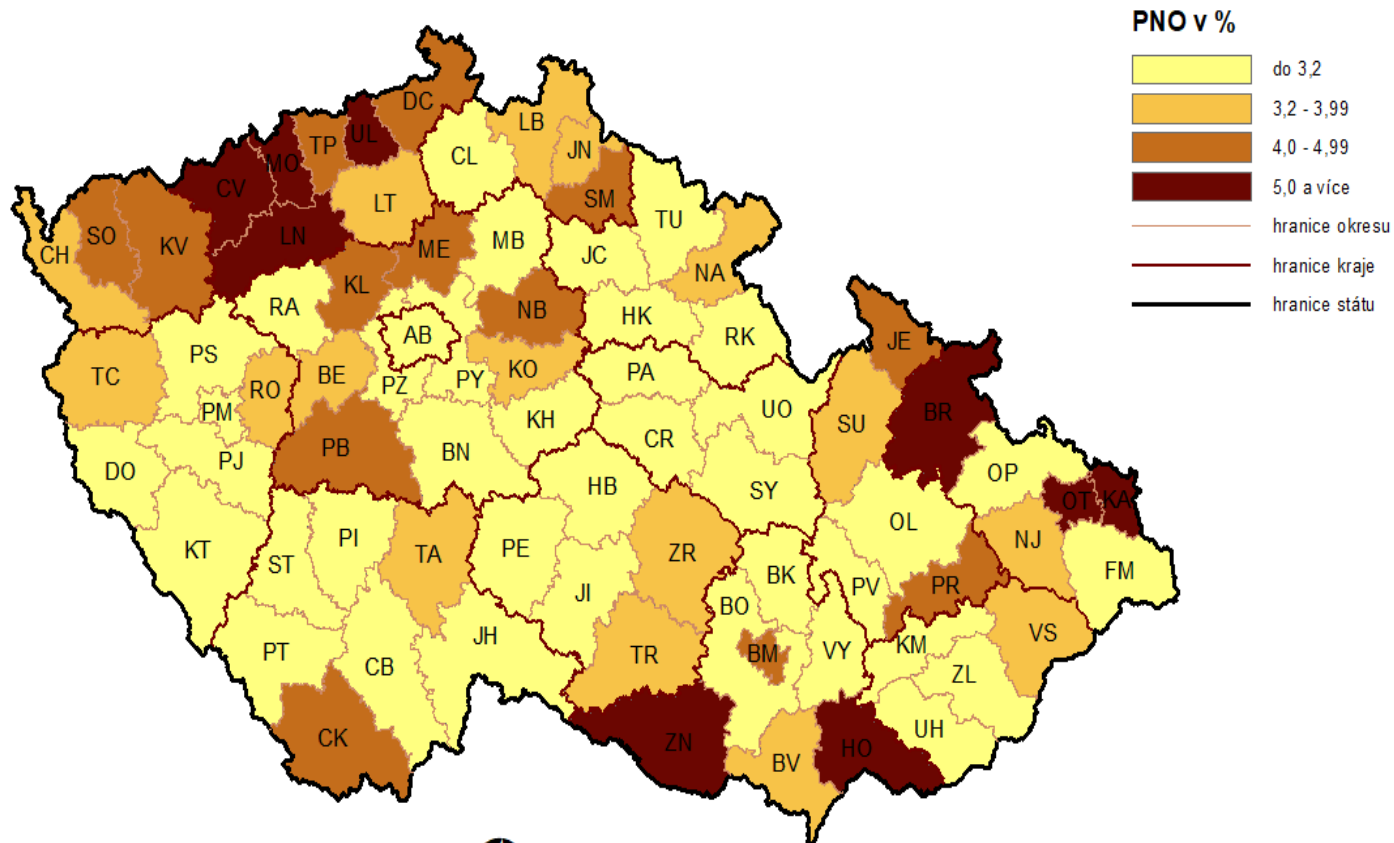 PNO v %
do 3,2
3,2 - 3,99
4,0 - 4,99
5,0 a více
hranice okresu
hranice kraje
hranice státu
DC
LB
UL
TP
MO
JN
CL
CV
LT
SM
TU
SO
KV
LN
ME
MB
JC
CH
NA
KL
RA
NB
HK
AB
RK
JE
PS
TC
RO
BE
PZ
PY
KO
PA
PM
UO
BR
SU
KH
PB
CR
BN
DO
PJ
OP
HB
SY
OT
KA
OL
KT
PI
TA
PE
ZR
NJ
ST
BK
FM
PV
PR
JI
BO
JH
VS
PT
CB
TR
BM
VY
KM
ZL
CK
ZN
HO
UH
BV